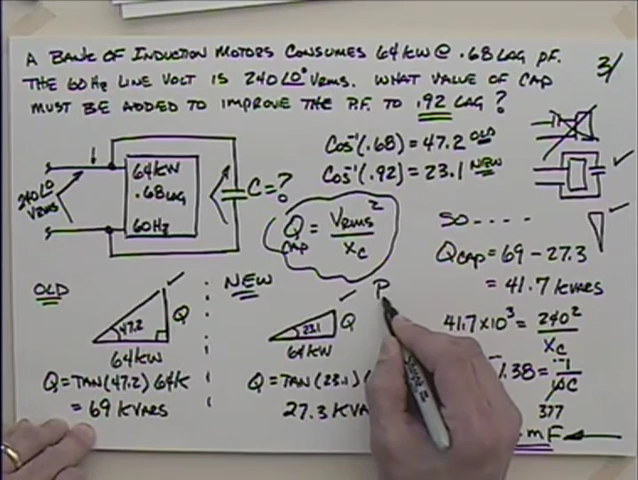 A BANK OF INDUCTION MOTORS CONSUMES 64KW @ .68 LAG PF.
THE 60 Hz LINE VOLT IS 240∠0° VRMS. WHAT VALUE OF CAP
MUST BE ADDED TO IMPROVE THE P.F. TO .92 LAG ?
3/
Cos⁻¹(.68) = 47.2 OLD
Cos⁻¹(.92) = 23.1 NEW
240∠0
VRMS
64KW
.68 LAG
60Hz
C=?
Q CAP = VRMS² / XC
SO....
QCAP = 69 - 27.3
= 41.7 KVARS
41.7 x 10³ = 240² / XC
.38 = -1 / ωC
377
mF
OLD
47.2
Q
64KW
Q = TAN(47.2) 64K
= 69 KVARS
NEW
23.1
Q
64KW
Q = TAN(23.1)
27.3 KVA
P